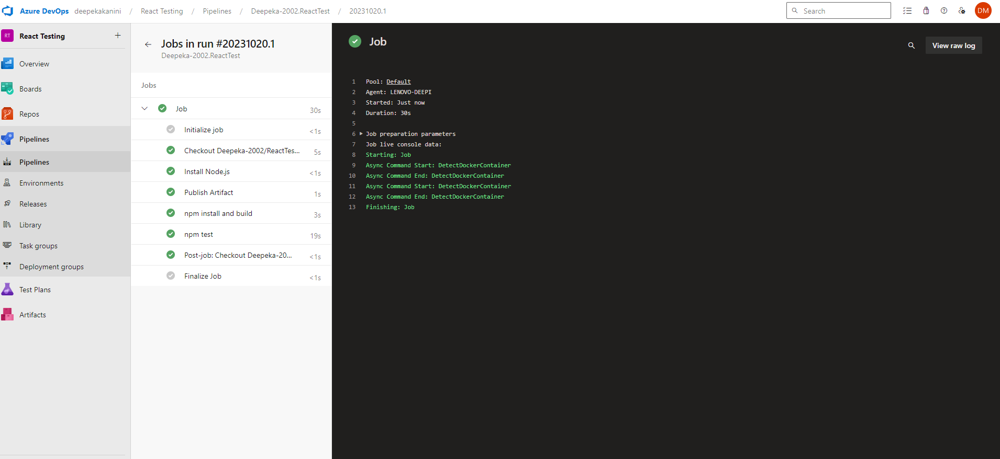 Azure DevOps deepekakanini / React Testing / Pipelines / Deepeka-2002.ReactTest / 20231020.1
Search
DM
RT React Testing +
Overview
Boards
Repos
Pipelines
Pipelines
Environments
Releases
Library
Task groups
Deployment groups
Test Plans
Artifacts
Jobs in run #20231020.1
Deepeka-2002.ReactTest
Jobs
Job 30s
Initialize job <1s
Checkout Deepeka-2002/ReactTes... 5s
Install Node.js <1s
Publish Artifact 1s
npm install and build 3s
npm test 19s
Post-job: Checkout Deepeka-20... <1s
Finalize Job <1s
Job
View raw log
1 Pool: Default
2 Agent: LENOVO-DEEPI
3 Started: Just now
4 Duration: 30s
5
6 Job preparation parameters
7 Job live console data:
8 Starting: Job
9 Async Command Start: DetectDockerContainer
10 Async Command End: DetectDockerContainer
11 Async Command Start: DetectDockerContainer
12 Async Command End: DetectDockerContainer
13 Finishing: Job